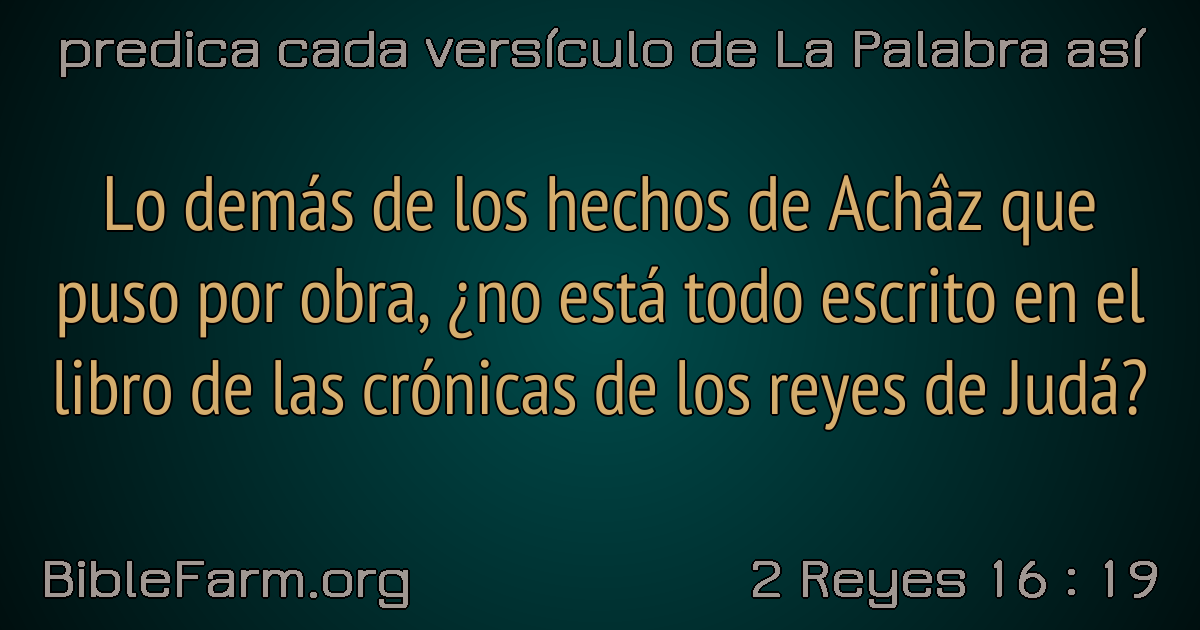 predica cada versículo de La Palabra así
Lo demás de los hechos de Achâz que
puso por obra, ¿no está todo escrito en el
libro de las crónicas de los reyes de Judá?
BibleFarm.org
2 Reyes 16 : 19